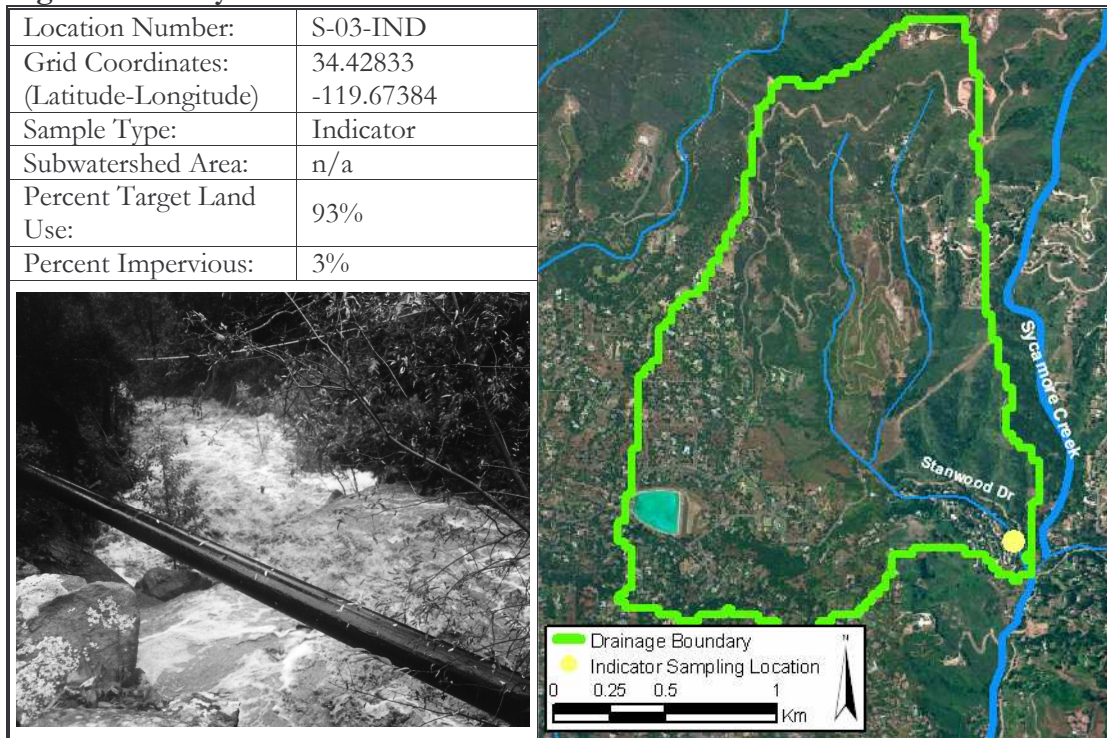 Location Number: S-03-IND
Grid Coordinates: 34.42833
(Latitude-Longitude) -119.67384
Sample Type: Indicator
Subwatershed Area: n/a
Percent Target Land
Use: 93%
Percent Impervious: 3%
Sycamore Creek
Stanwood Dr
Drainage Boundary
Indicator Sampling Location
N
0 0.25 0.5 1
Km